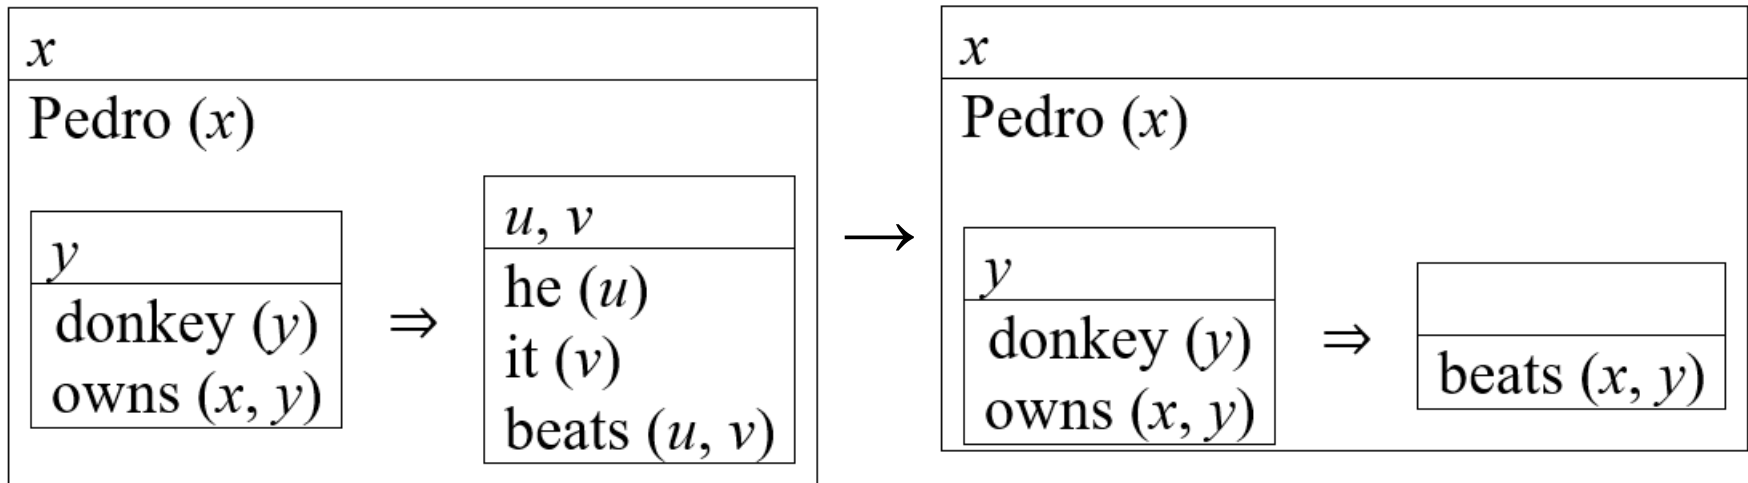 x
Pedro (x)
y
donkey (y)
owns (x, y)
⇒
u, v
he (u)
it (v)
beats (u, v)
→
x
Pedro (x)
y
donkey (y)
owns (x, y)
⇒
beats (x, y)